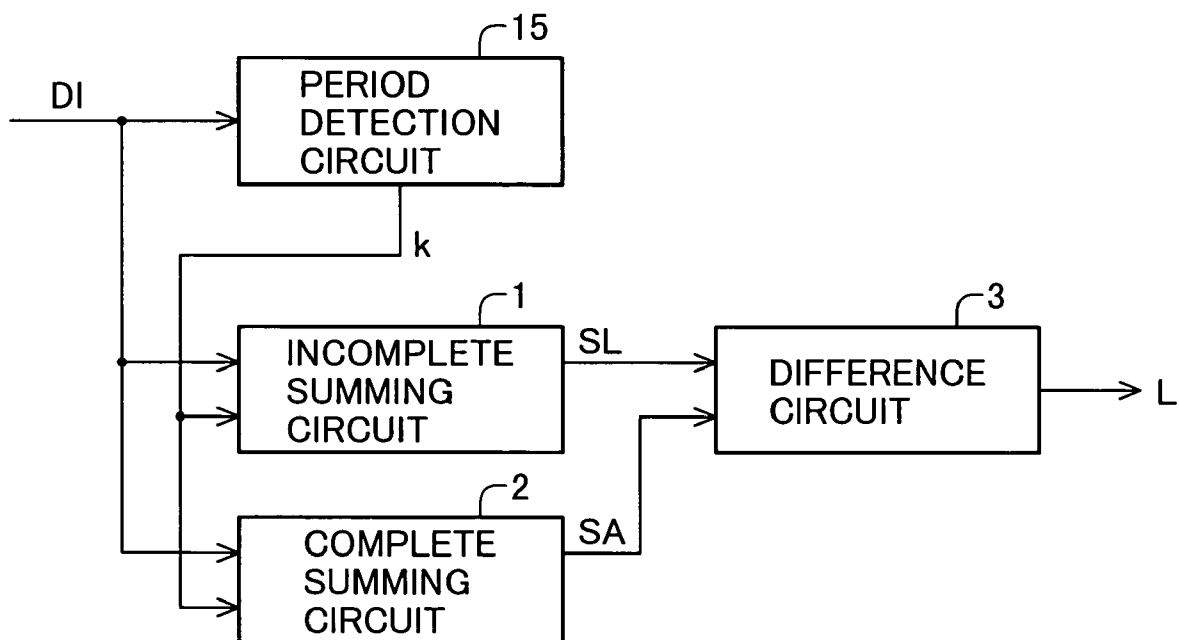 15
DI
PERIOD
DETECTION
CIRCUIT
k
1
INCOMPLETE
SUMMING
CIRCUIT
SL
3
DIFFERENCE
CIRCUIT
L
2
COMPLETE
SUMMING
CIRCUIT
SA